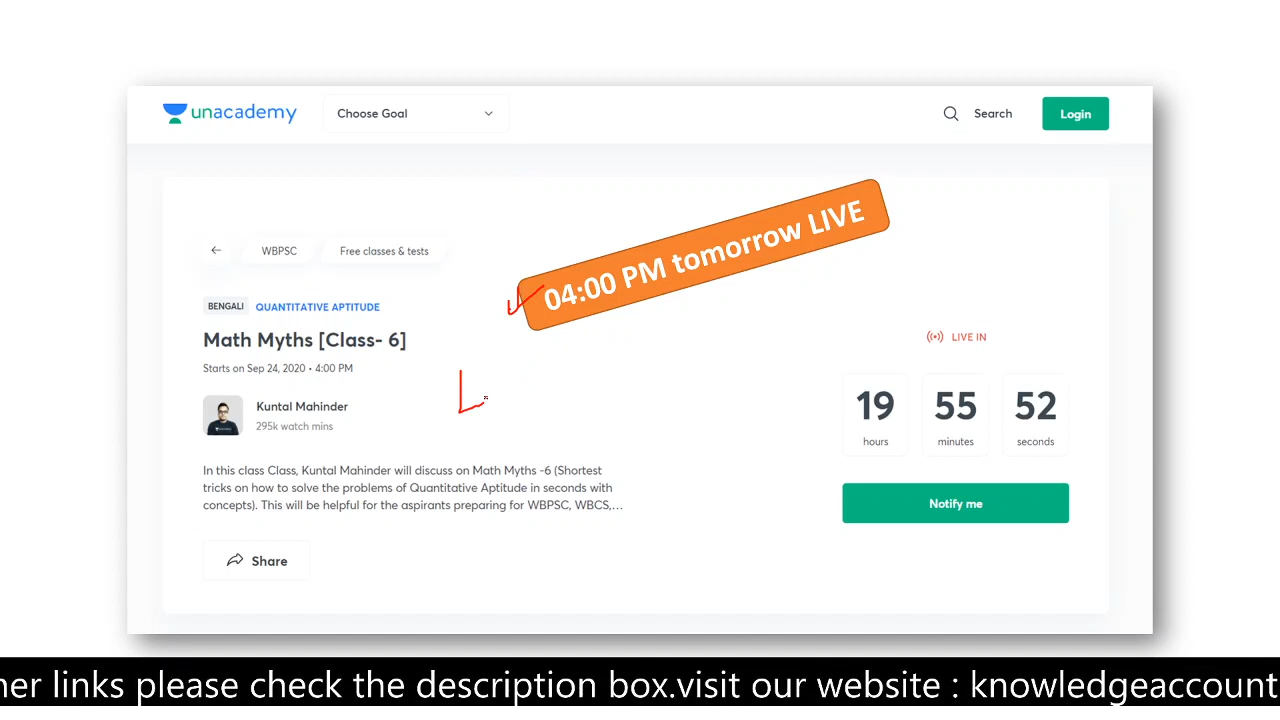 unacademy
Choose Goal
Search
Login
04:00 PM tomorrow LIVE
WBPSC
Free classes & tests
BENGALI
QUANTITATIVE APTITUDE
Math Myths [Class- 6]
Starts on Sep 24, 2020 • 4:00 PM
Kuntal Mahinder
295k watch mins
In this class Class, Kuntal Mahinder will discuss on Math Myths -6 (Shortest
tricks on how to solve the problems of Quantitative Aptitude in seconds with
concepts). This will be helpful for the aspirants preparing for WBPSC, WBCS,...
Share
LIVE IN
19
hours
55
minutes
52
seconds
Notify me
her links please check the description box.visit our website : knowledgeaccount